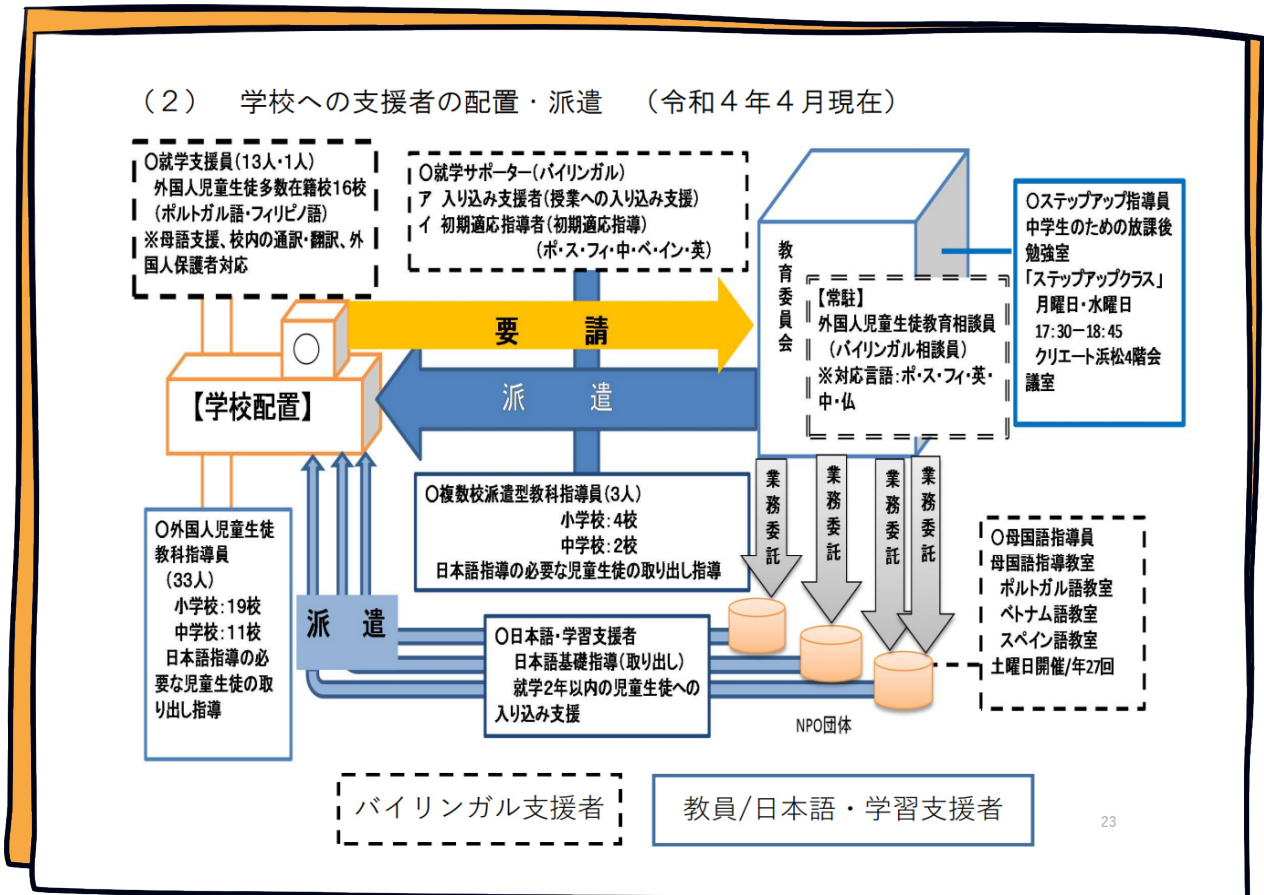 （２）　学校への支援者の配置・派遣　（令和４年４月現在）
〇就学支援員(13人・1人)
外国人児童生徒多数在籍校16校
(ポルトガル語・フィリピノ語)
※母語支援、校内の通訳・翻訳、外
国人保護者対応
〇就学サポーター(バイリンガル)
ア 入り込み支援者(授業への入り込み支援)
イ 初期適応指導者(初期適応指導)
(ポ・ス・フィ・中・ベ・イン・英)
教育委員会
【常駐】
外国人児童生徒教育相談員
(バイリンガル相談員)
※対応言語：ポ・ス・フィ・英・
中・仏
〇ステップアップ指導員
中学生のための放課後
勉強室
「ステップアップクラス」
月曜日・水曜日
17:30－18:45
クリエート浜松4階会
議室
要　請
派　遣
〇
【学校配置】
〇複数校派遣型教科指導員(3人)
小学校：4校
中学校：2校
日本語指導の必要な児童生徒の取り出し指導
業務委託
業務委託
業務委託
業務委託
〇外国人児童生徒
教科指導員
(33人)
小学校：19校
中学校：11校
日本語指導の必
要な児童生徒の取
り出し指導
派　遣
〇日本語・学習支援者
日本語基礎指導(取り出し)
就学2年以内の児童生徒への
入り込み支援
NPO団体
〇母国語指導員
母国語指導教室
ポルトガル語教室
ベトナム語教室
スペイン語教室
土曜日開催/年27回
バイリンガル支援者
教員/日本語・学習支援者
23